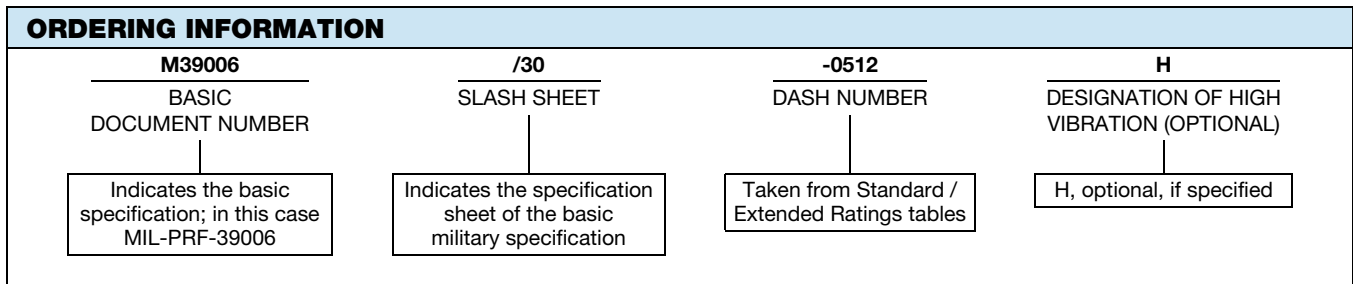 ORDERING INFORMATION
M39006
BASIC
DOCUMENT NUMBER
Indicates the basic
specification; in this case
MIL-PRF-39006
/30
SLASH SHEET
Indicates the specification
sheet of the basic
military specification
-0512
DASH NUMBER
Taken from Standard /
Extended Ratings tables
H
DESIGNATION OF HIGH
VIBRATION (OPTIONAL)
H, optional, if specified